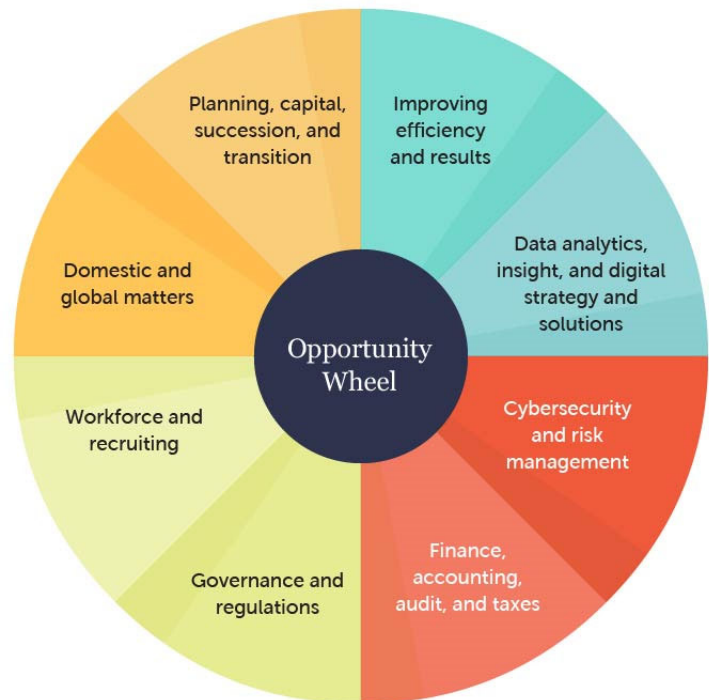 Planning, capital,
succession, and
transition
Improving
efficiency
and results
Data analytics,
insight, and digital
strategy and
solutions
Cybersecurity
and risk
management
Finance,
accounting,
audit, and taxes
Governance and
regulations
Workforce and
recruiting
Domestic and
global matters
Opportunity
Wheel